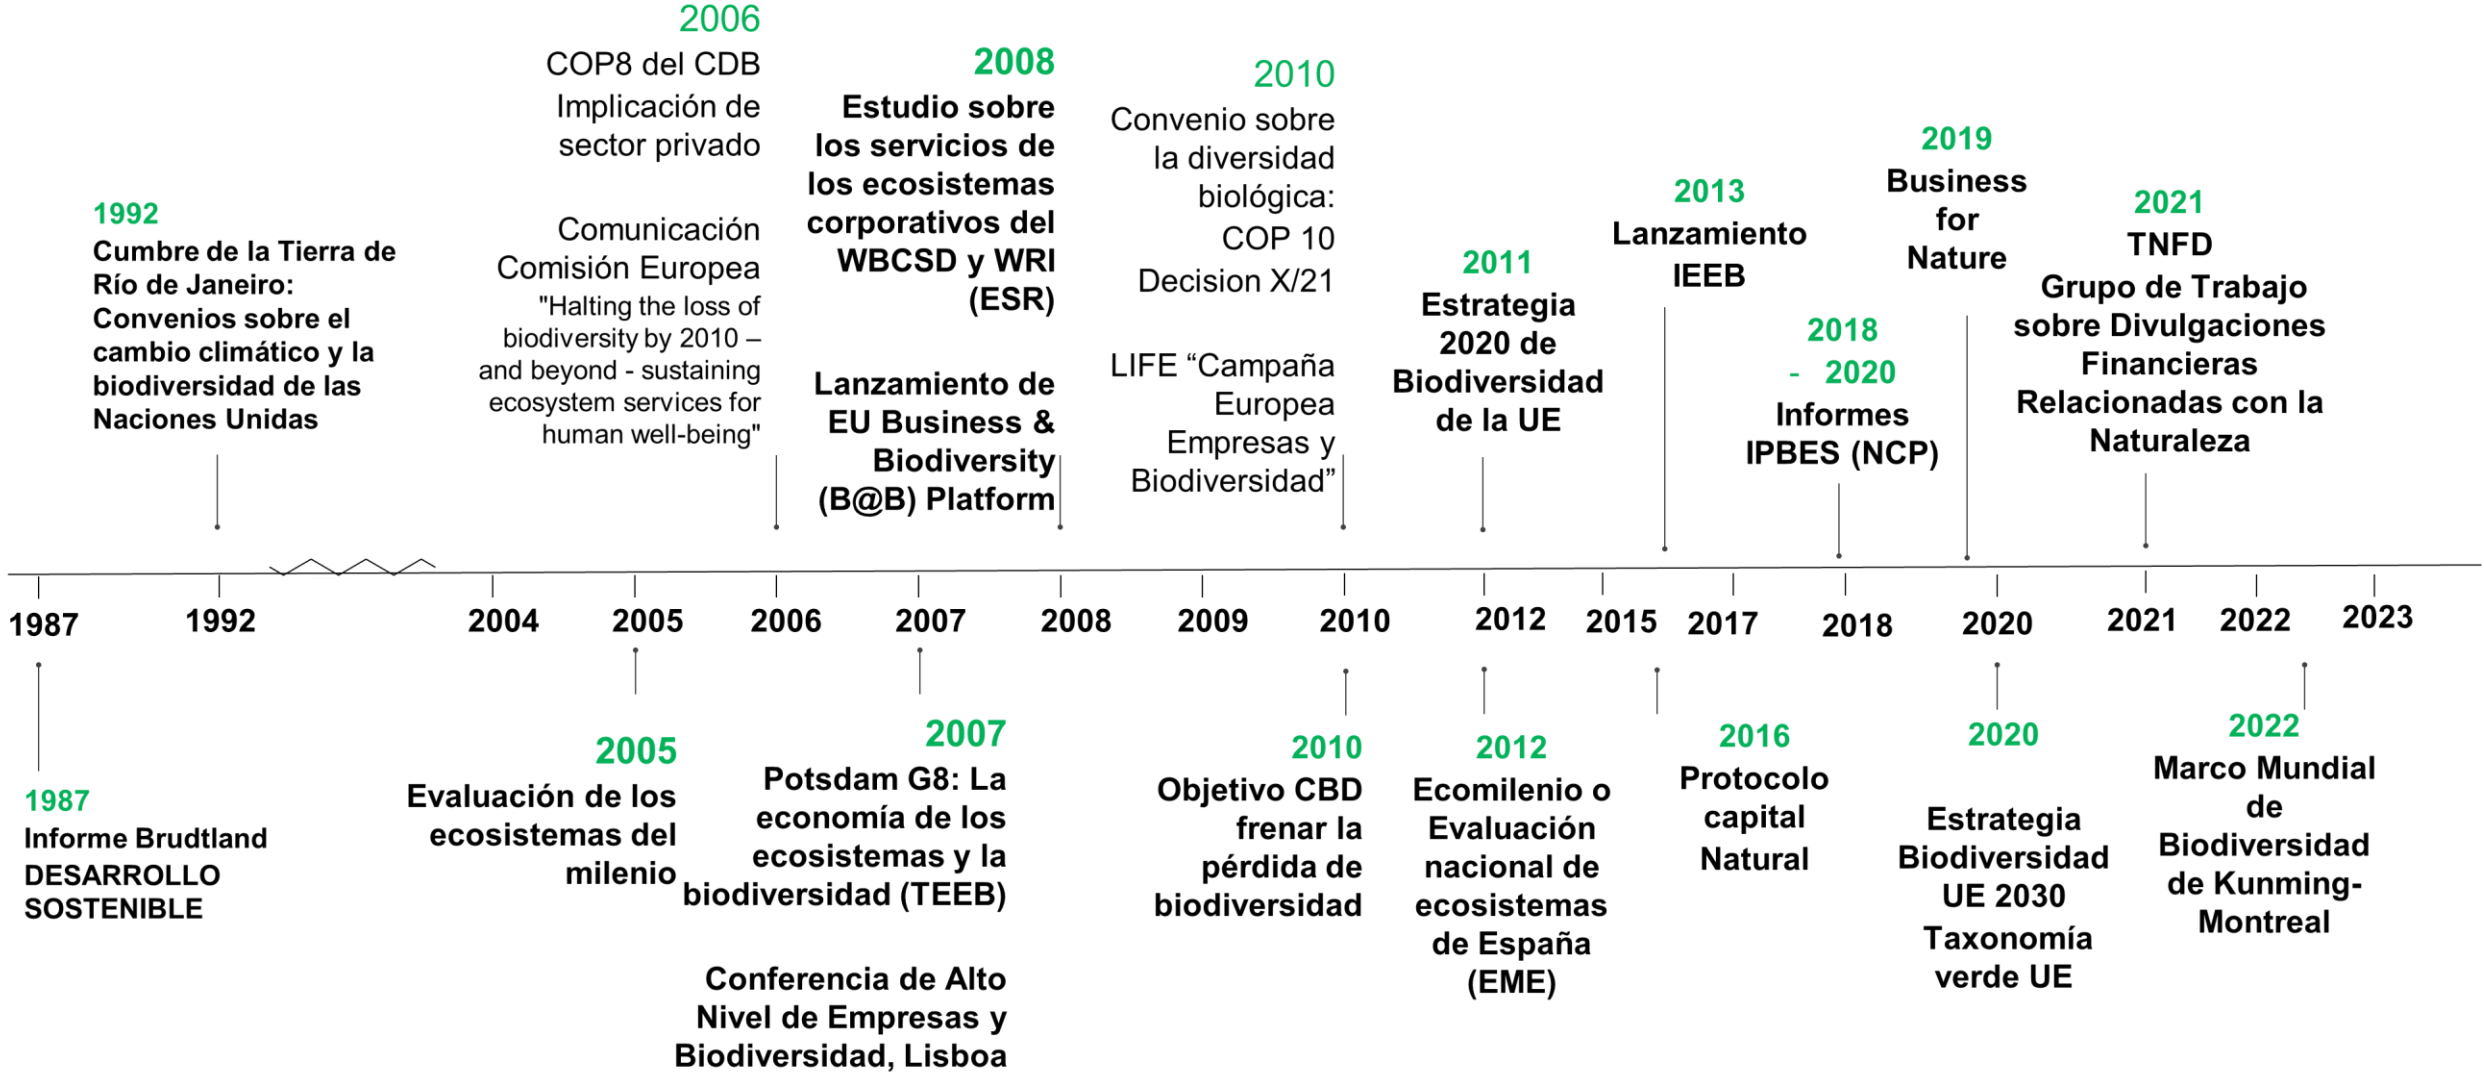 2006
COP8 del CDB
Implicación de
sector privado
Comunicación
Comisión Europea
"Halting the loss of
biodiversity by 2010 –
and beyond - sustaining
ecosystem services for
human well-being"
2008
Estudio sobre
los servicios de
los ecosistemas
corporativos del
WBCSD y WRI
(ESR)
Lanzamiento de
EU Business &
Biodiversity
(B@B) Platform
2010
Convenio sobre
la diversidad
biológica:
COP 10
Decision X/21
LIFE “Campaña
Europea
Empresas y
Biodiversidad”
1992
Cumbre de la Tierra de
Río de Janeiro:
Convenios sobre el
cambio climático y la
biodiversidad de las
Naciones Unidas
2011
Estrategia
2020 de
Biodiversidad
de la UE
2013
Lanzamiento
IEEB
2018
- 2020
Informes
IPBES (NCP)
2019
Business
for
Nature
2021
TNFD
Grupo de Trabajo
sobre Divulgaciones
Financieras
Relacionadas con la
Naturaleza
1987 1992 2004 2005 2006 2007 2008 2009 2010 2012 2015 2017 2018 2020 2021 2022 2023
1987
Informe Brudtland
DESARROLLO
SOSTENIBLE
2005
Evaluación de los
ecosistemas del
milenio
2007
Potsdam G8: La
economía de los
ecosistemas y la
biodiversidad (TEEB)
Conferencia de Alto
Nivel de Empresas y
Biodiversidad, Lisboa
2010
Objetivo CBD
frenar la
pérdida de
biodiversidad
2012
Ecomilenio o
Evaluación
nacional de
ecosistemas
de España
(EME)
2016
Protocolo
capital
Natural
2020
Estrategia
Biodiversidad
UE 2030
Taxonomía
verde UE
2022
Marco Mundial
de
Biodiversidad
de Kunming-
Montreal